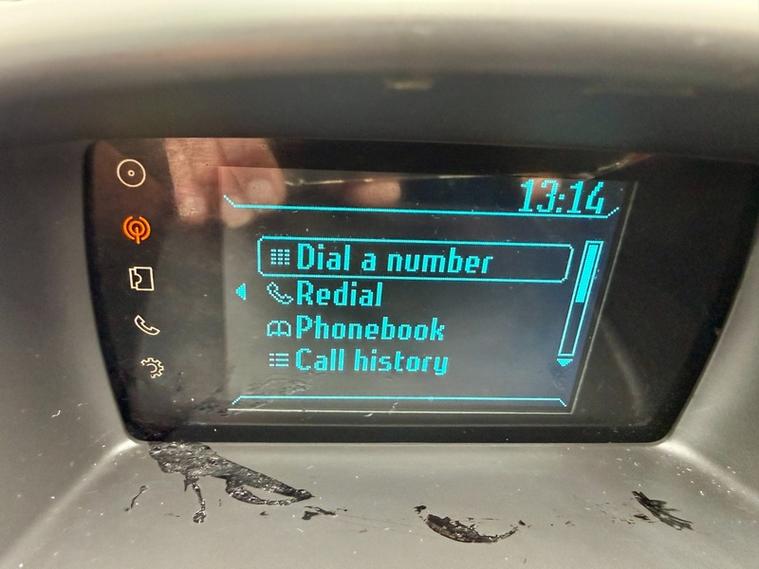 13:14
Dial a number
Redial
Phonebook
Call history